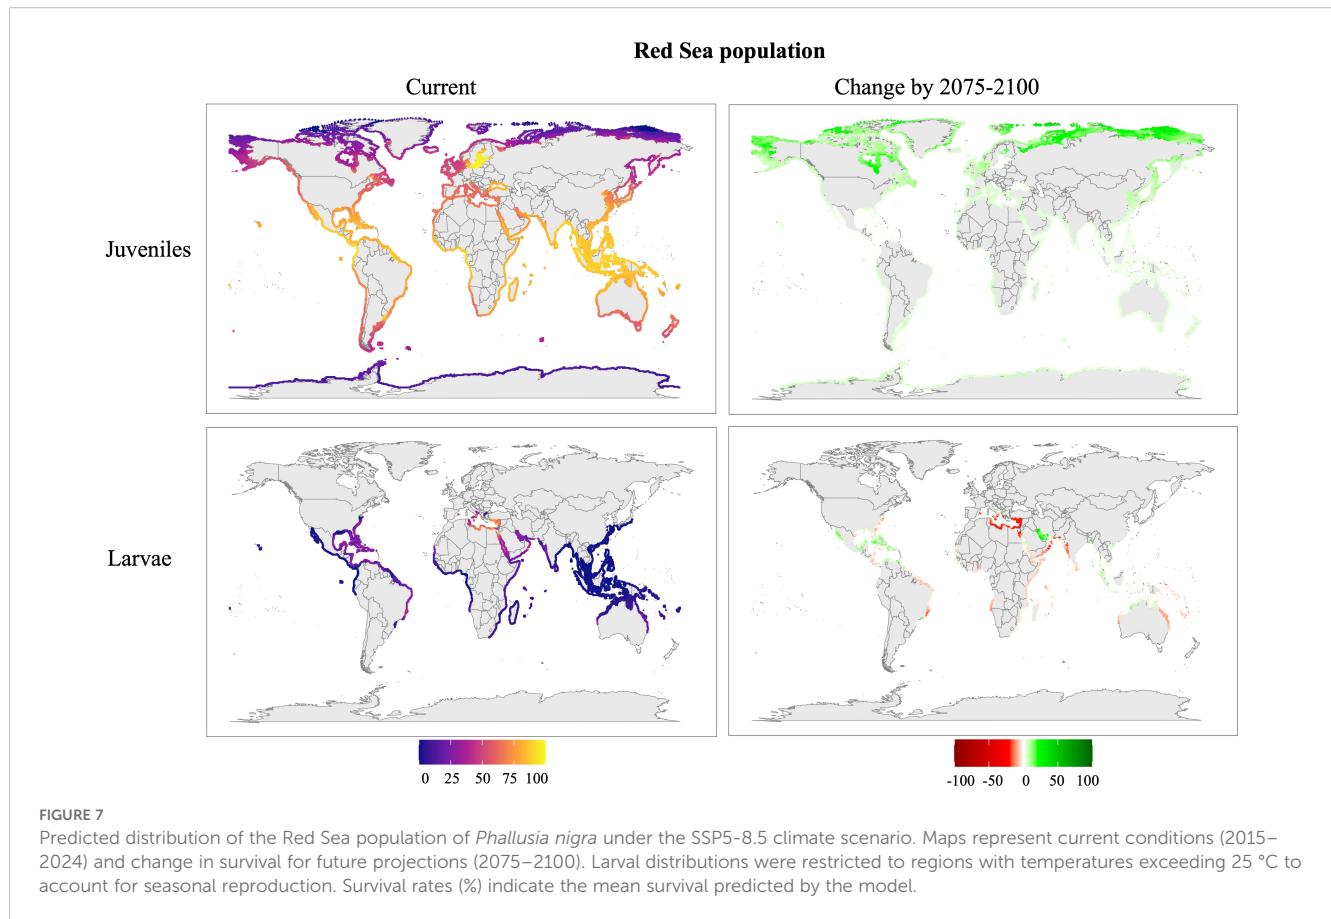 Red Sea population
Current
Change by 2075-2100
Juveniles
Larvae
0 25 50 75 100
-100 -50 0 50 100
FIGURE 7
Predicted distribution of the Red Sea population of Phallusia nigra under the SSP5-8.5 climate scenario. Maps represent current conditions (2015–
2024) and change in survival for future projections (2075–2100). Larval distributions were restricted to regions with temperatures exceeding 25 °C to
account for seasonal reproduction. Survival rates (%) indicate the mean survival predicted by the model.